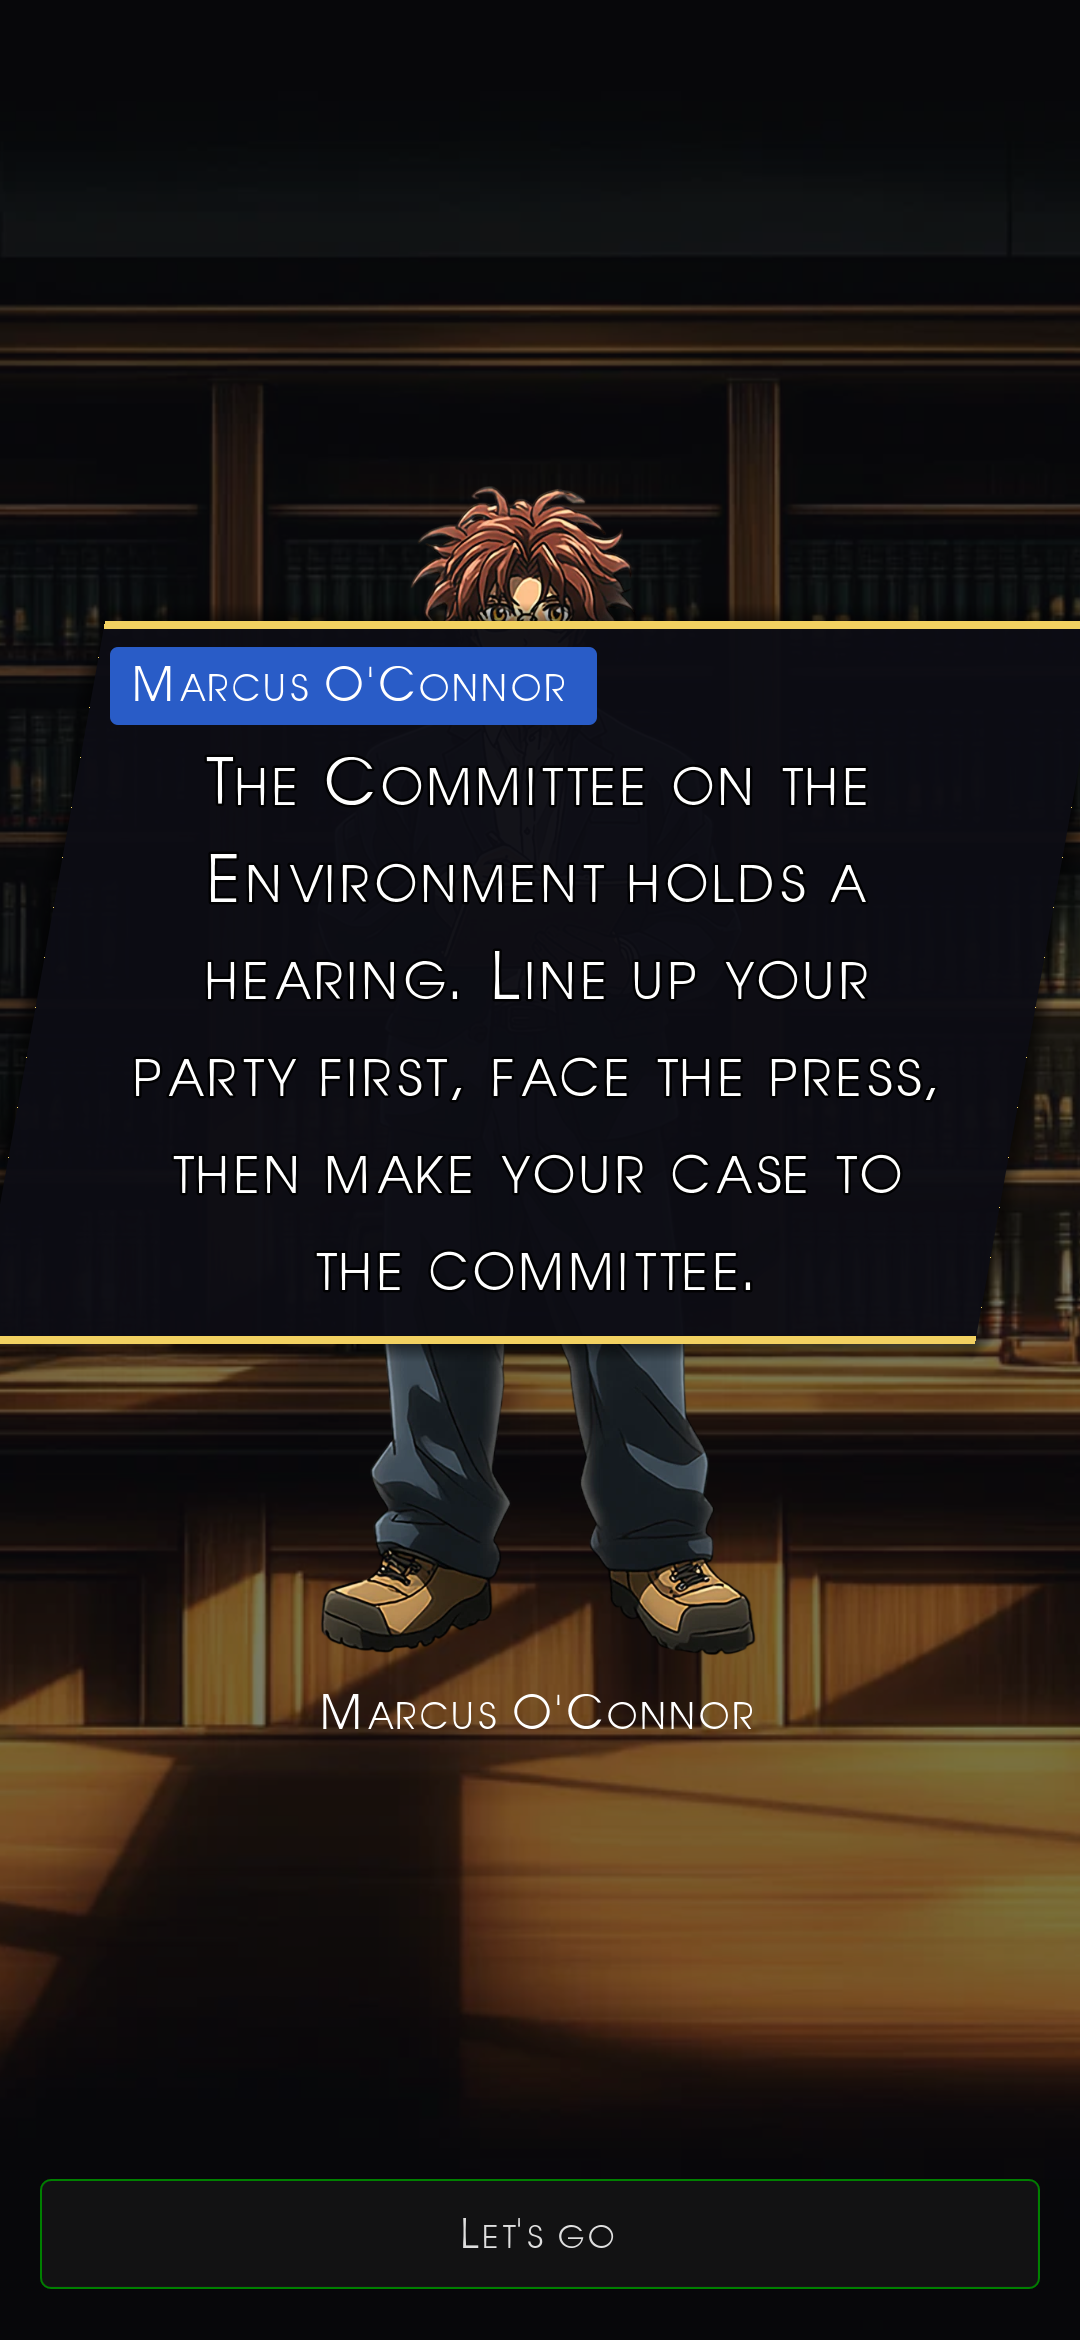 Marcus O'Connor
The Committee on the
Environment holds a
hearing. Line up your
party first, face the press,
then make your case to
the committee.
Marcus O'Connor
Let's go